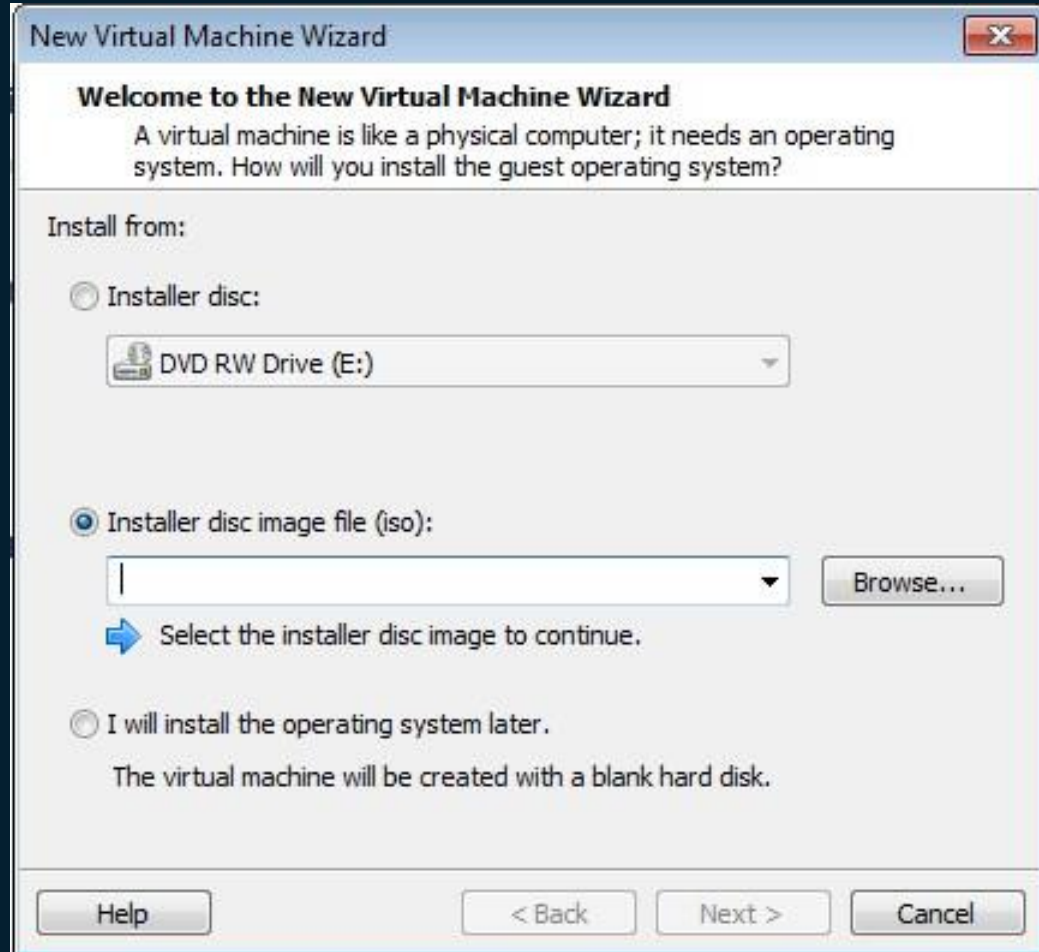 New Virtual Machine Wizard
Welcome to the New Virtual Machine Wizard
A virtual machine is like a physical computer; it needs an operating
system. How will you install the guest operating system?
Install from:
Installer disc:
DVD RW Drive (E:)
Installer disc image file (iso):
Browse...
Select the installer disc image to continue.
I will install the operating system later.
The virtual machine will be created with a blank hard disk.
Help
< Back
Next >
Cancel